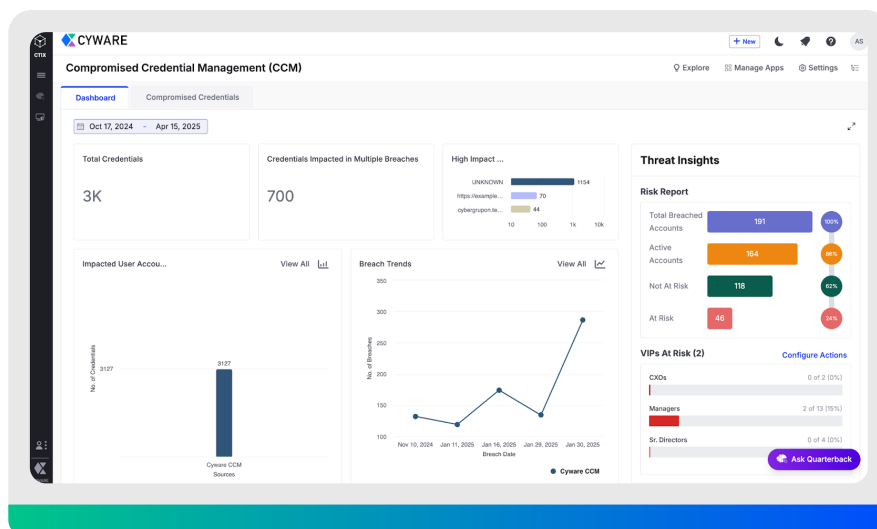 CTIX
CYWARE
+ New
AS
Compromised Credential Management (CCM)
Explore
Manage Apps
Settings
Dashboard
Compromised Credentials
Oct 17, 2024 - Apr 15, 2025
Total Credentials
3K
Credentials Impacted in Multiple Breaches
700
High Impact ...
UNKNOWN
1154
https://example...
70
.cybergrupon.te...
44
10 100 1k 10k
Impacted User Accou...
View All
No. of Credentials
3127
3127
Cyware CCM
Sources
Breach Trends
View All
No. of Breaches
350
300
250
200
150
100
Nov 10, 2024 Jan 11, 2025 Jan 16, 2025 Jan 29, 2025 Jan 30, 2025
Breach Date
Cyware CCM
Threat Insights
Risk Report
Total Breached
Accounts
191
100%
Active
Accounts
164
86%
Not At Risk
118
62%
At Risk
46
24%
VIPs At Risk (2)
Configure Actions
CXOs
0 of 2 (0%)
Managers
2 of 13 (15%)
Sr. Directors
0 of 4 (0%)
Ask Quarterback